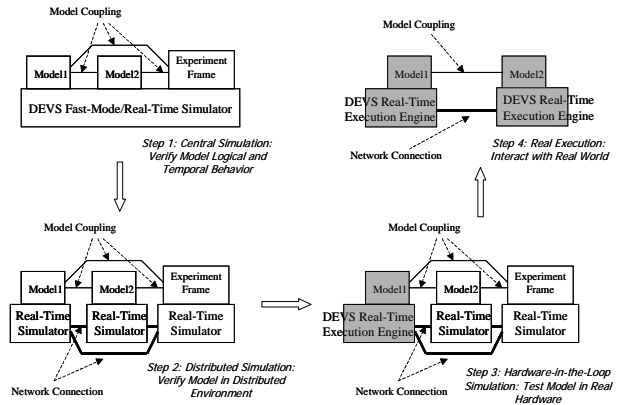 Model Coupling
Model1
Model2
Experiment
Frame
DEVS Fast-Mode/Real-Time Simulator
Step 1: Central Simulation:
Verify Model Logical and
Temporal Behavior
Model Coupling
Model1
Model2
Experiment
Frame
Real-Time
Simulator
Real-Time
Simulator
Real-Time
Simulator
Step 2: Distributed Simulation:
Verify Model in Distributed
Environment
Network Connection
Model Coupling
Model1
Model2
Experiment
Frame
DEVS Real-Time
Execution Engine
Real-Time
Simulator
Real-Time
Simulator
Network Connection
Step 3: Hardware-in-the-Loop
Simulation: Test Model in Real
Hardware
Model Coupling
Model1
Model2
DEVS Real-Time
Execution Engine
DEVS Real-Time
Execution Engine
Network Connection
Step 4: Real Execution:
Interact with Real World